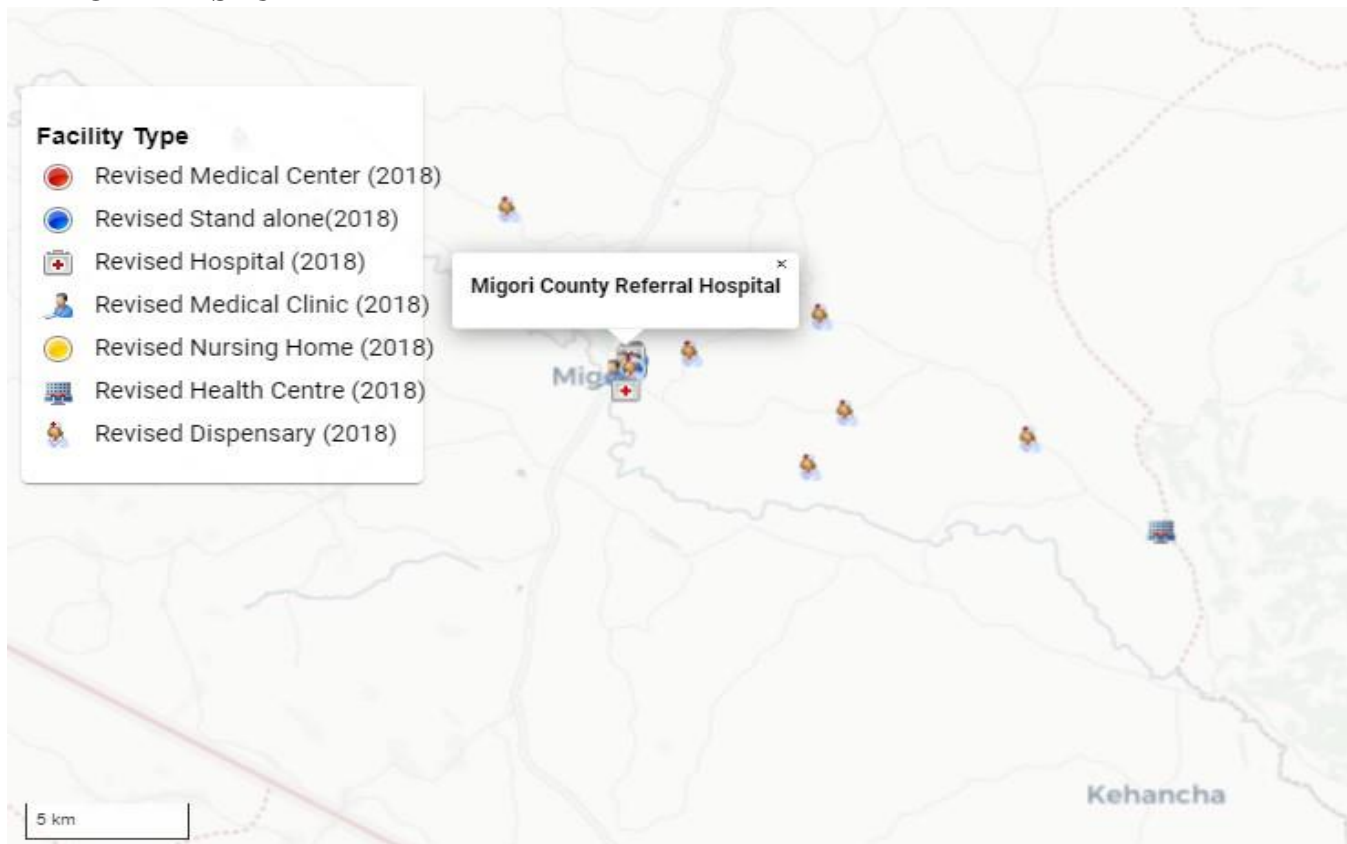 Facility Type
Revised Medical Center (2018)
Revised Stand alone(2018)
Revised Hospital (2018)
Revised Medical Clinic (2018)
Revised Nursing Home (2018)
Revised Health Centre (2018)
Revised Dispensary (2018)
×
Migori County Referral Hospital
Kehancha
5 km